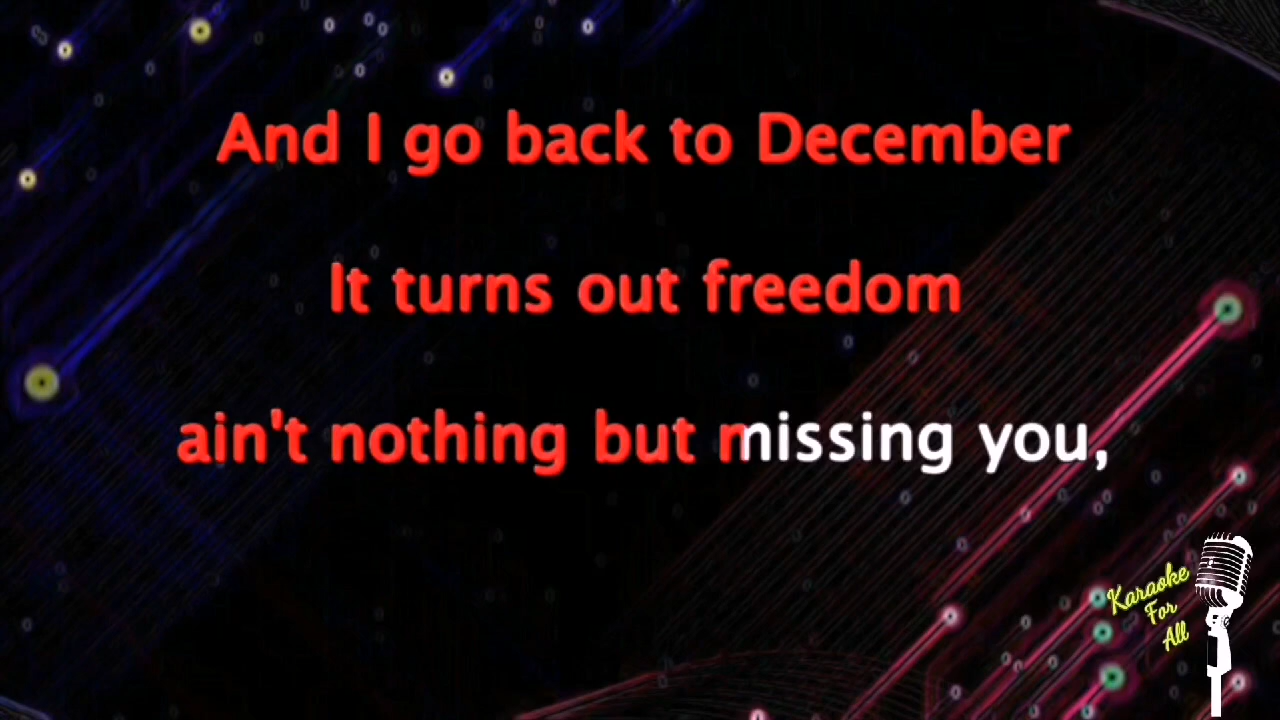 And I go back to December
It turns out freedom
ain't nothing but missing you,
Karaoke
For
All